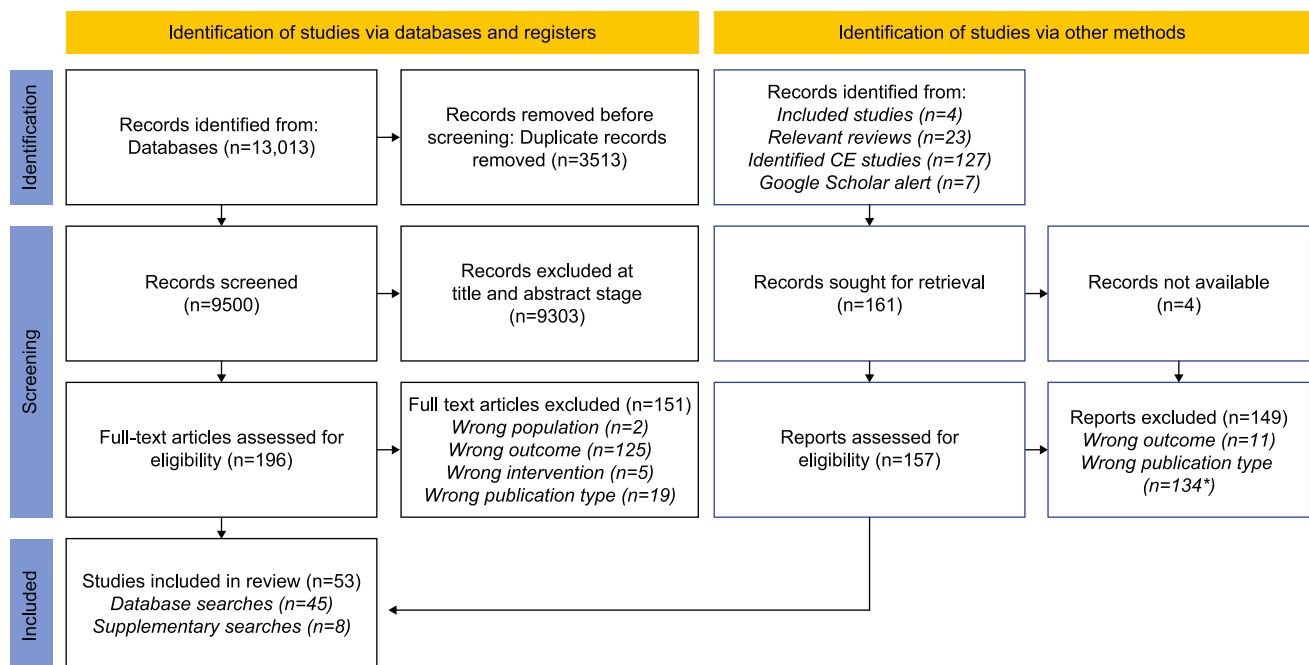 Identification of studies via databases and registers
Identification of studies via other methods
Identification
Records identified from:
Databases (n=13,013)
Records removed before
screening: Duplicate records
removed (n=3513)
Records identified from:
Included studies (n=4)
Relevant reviews (n=23)
Identified CE studies (n=127)
Google Scholar alert (n=7)
Screening
Records screened
(n=9500)
Records excluded at
title and abstract stage
(n=9303)
Records sought for retrieval
(n=161)
Records not available
(n=4)
Full-text articles assessed for
eligibility (n=196)
Full text articles excluded (n=151)
Wrong population (n=2)
Wrong outcome (n=125)
Wrong intervention (n=5)
Wrong publication type (n=19)
Reports assessed for
eligibility (n=157)
Reports excluded (n=149)
Wrong outcome (n=11)
Wrong publication type
(n=134*)
Included
Studies included in review (n=53)
Database searches (n=45)
Supplementary searches (n=8)